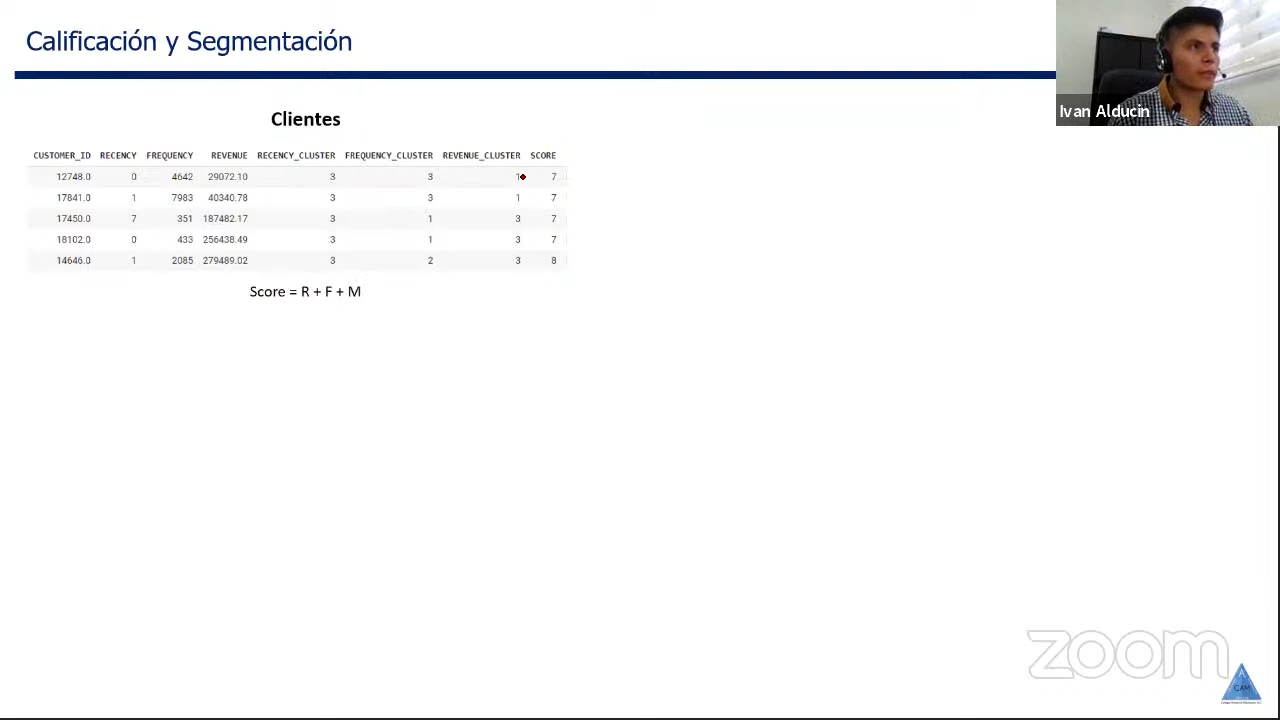 Calificación y Segmentación
Ivan Alducin
Clientes
CUSTOMER_ID RECENCY FREQUENCY REVENUE RECENCY_CLUSTER FREQUENCY_CLUSTER REVENUE_CLUSTER SCORE
12748.0 0 4642 29072.10 3 3 1 7
17841.0 1 7983 40340.78 3 3 1 7
17450.0 7 351 187482.17 3 1 3 7
18102.0 0 433 256438.49 3 1 3 7
14646.0 1 2085 279489.02 3 2 3 8
Score = R + F + M
zoom
CAM